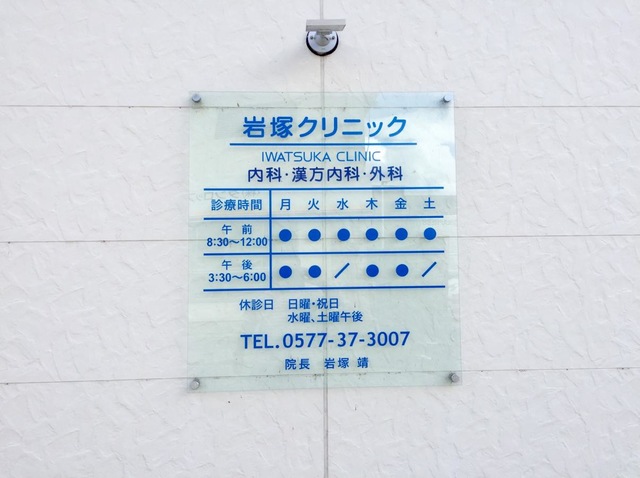 岩塚クリニック
IWATSUKA CLINIC
内科・漢方内科・外科
診療時間 月 火 水 木 金 土
午前 8:30〜12:00 ● ● ● ● ● ●
午後 3:30〜6:00 ● ● / ● ● /
休診日 日曜・祝日
水曜、土曜午後
TEL.0577-37-3007
院長 岩塚 靖